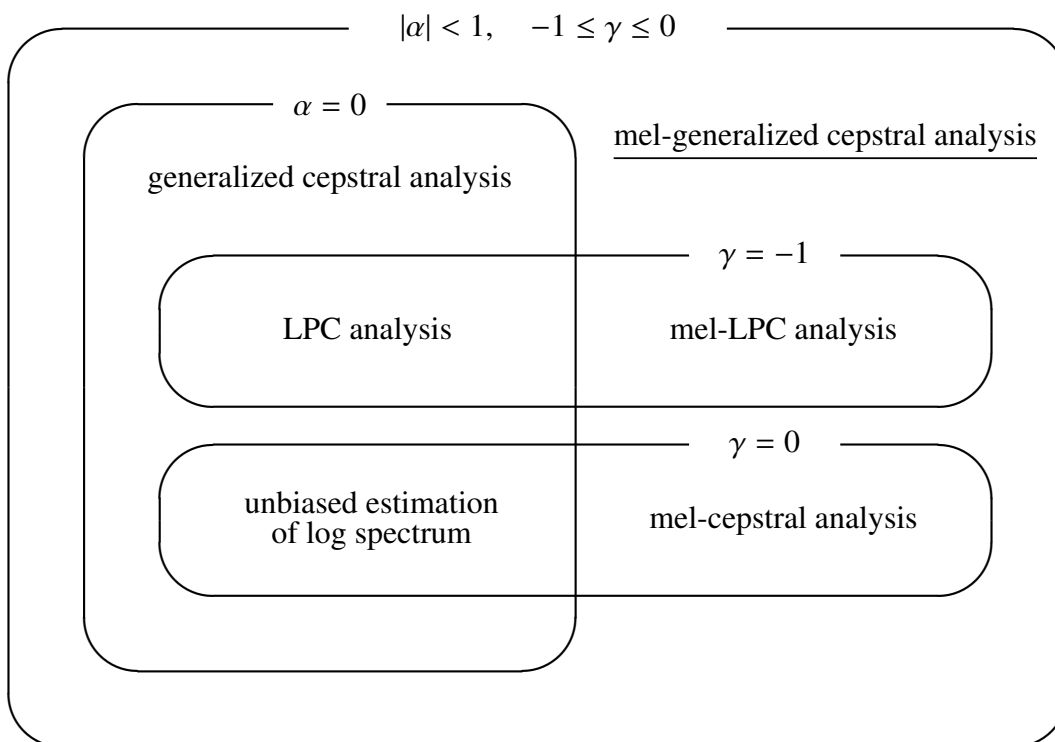 |α| < 1, −1 ≤ γ ≤ 0
α = 0
mel-generalized cepstral analysis
generalized cepstral analysis
γ = −1
LPC analysis
mel-LPC analysis
γ = 0
unbiased estimation
of log spectrum
mel-cepstral analysis